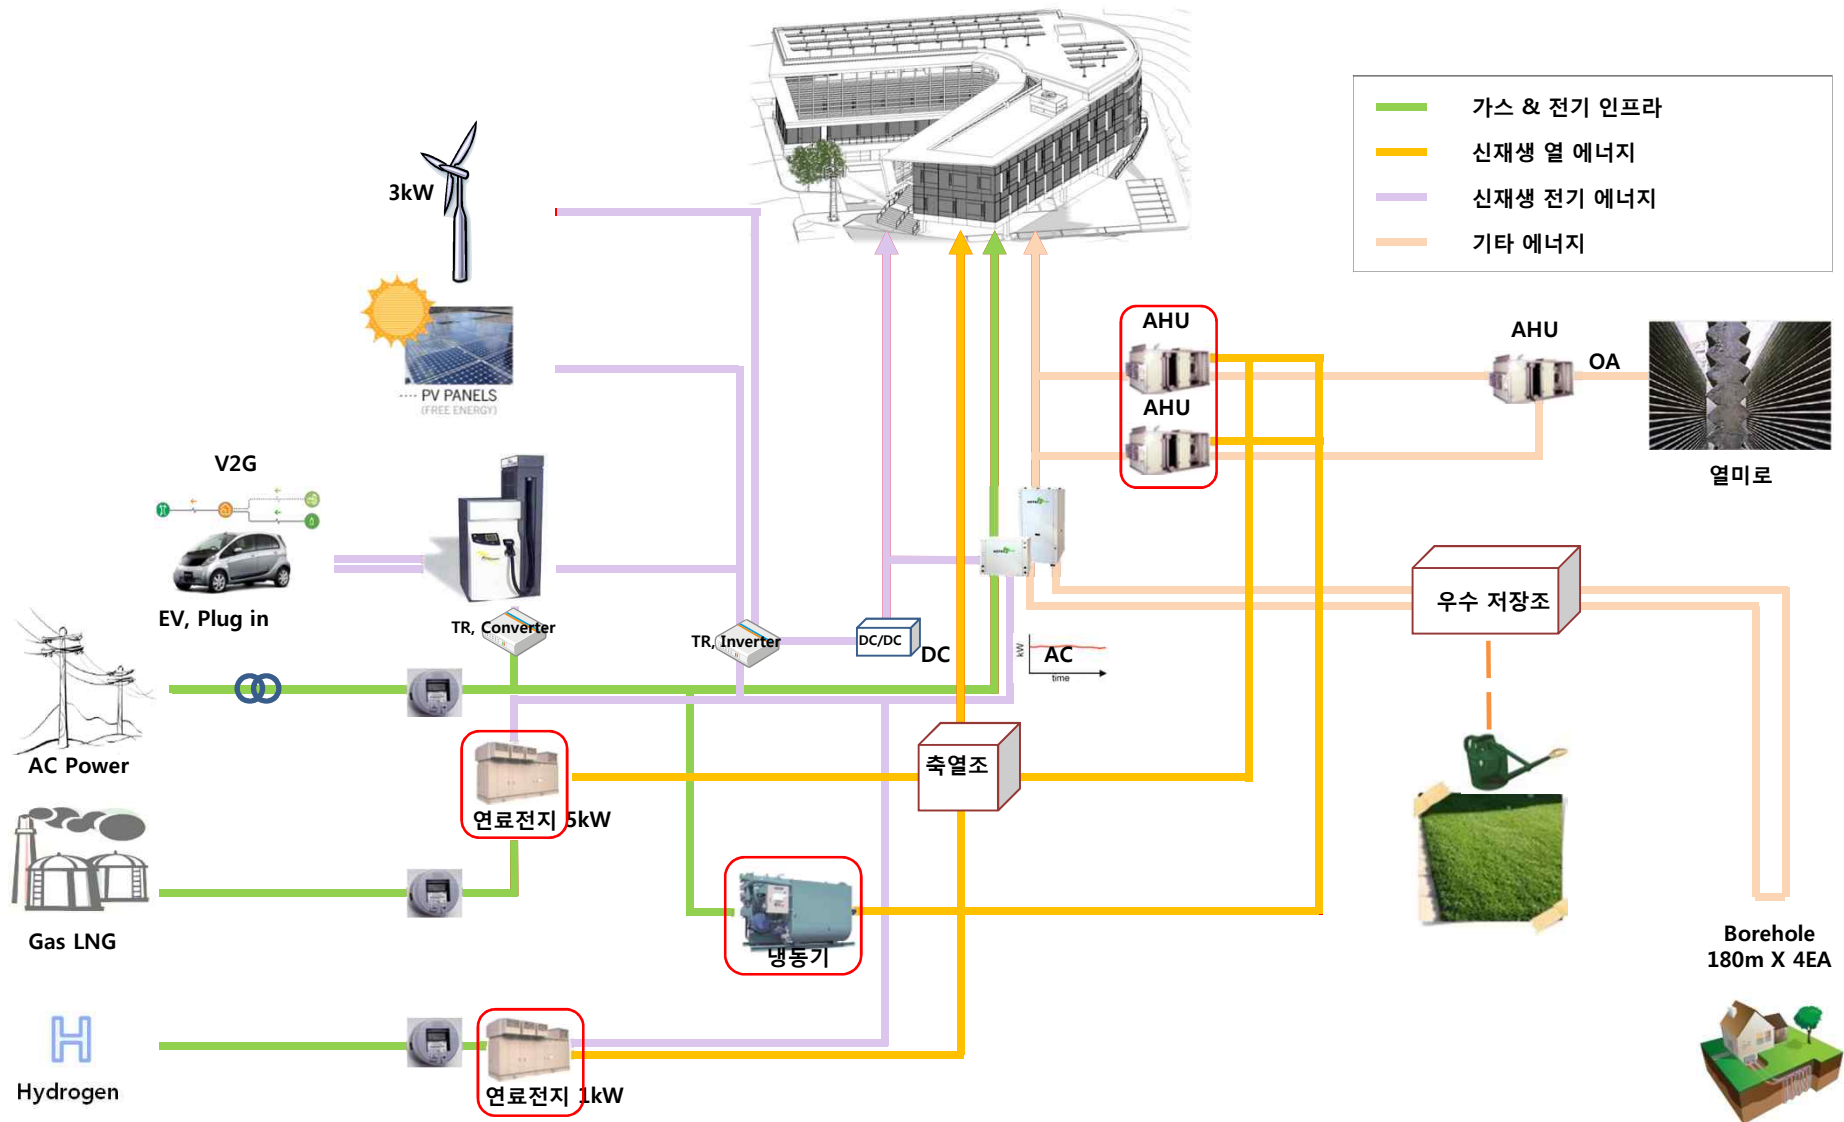 가스 & 전기 인프라
신재생 열 에너지
신재생 전기 에너지
기타 에너지
3kW
PV PANELS
(FREE ENERGY)
AHU
AHU
AHU
OA
열미로
V2G
EV, Plug in
TR, Converter
TR, Inverter
DC/DC
DC
kW
AC
time
우수 저장조
AC Power
축열조
연료전지 5kW
Gas LNG
냉동기
Borehole
180m X 4EA
H
Hydrogen
연료전지 1kW